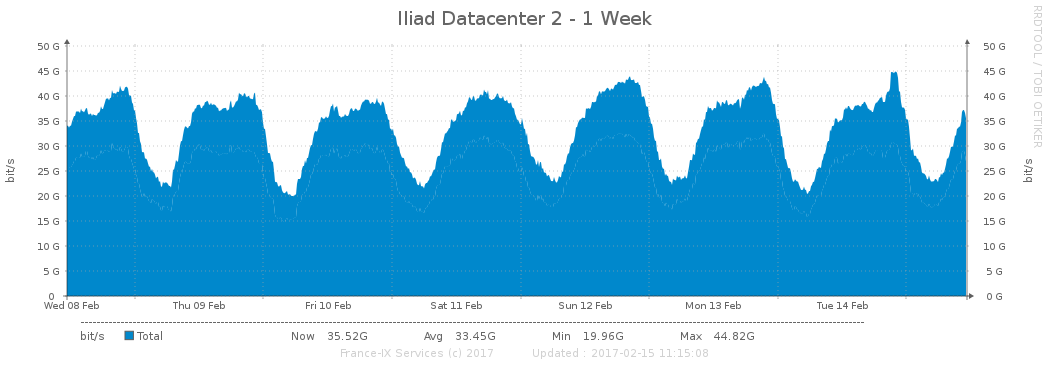 Iliad Datacenter 2 - 1 Week
RRDTOOL / TOBI OETIKER
50 G 50 G
45 G 45 G
40 G 40 G
35 G 35 G
30 G 30 G
25 G 25 G
20 G 20 G
15 G 15 G
10 G 10 G
5 G 5 G
0 0 G
bit/s
bit/s
Wed 08 Feb Thu 09 Feb Fri 10 Feb Sat 11 Feb Sun 12 Feb Mon 13 Feb Tue 14 Feb
bit/s Total Now 35.52G Avg 33.45G Min 19.96G Max 44.82G
France-IX Services (c) 2017 Updated : 2017-02-15 11:15:08